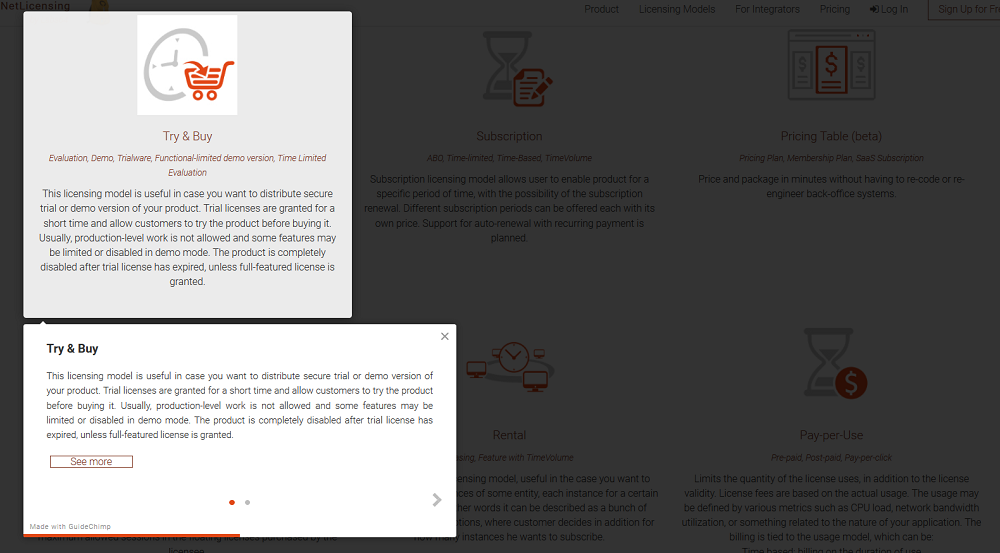 NetLicensing
Product Licensing Models For Integrators Pricing Log In Sign Up for Fr
Try & Buy
Evaluation, Demo, Trialware, Functional-limited demo version, Time Limited
Evaluation
This licensing model is useful in case you want to distribute secure
trial or demo version of your product. Trial licenses are granted for a
short time and allow customers to try the product before buying it.
Usually, production-level work is not allowed and some features may
be limited or disabled in demo mode. The product is completely
disabled after trial license has expired, unless full-featured license is
granted.
Subscription
ABO, Time-limited, Time-Based, TimeVolume
Subscription licensing model allows user to enable product for a
specific period of time, with the possibility of the subscription
renewal. Different subscription periods can be offered each with its
own price. Support for auto-renewal with recurring payment is
planned.
Pricing Table (beta)
Pricing Plan, Membership Plan, SaaS Subscription
Price and package in minutes without having to re-code or re-
engineer back-office systems.
Try & Buy
This licensing model is useful in case you want to distribute secure trial or demo version of
your product. Trial licenses are granted for a short time and allow customers to try the product
before buying it. Usually, production-level work is not allowed and some features may be
limited or disabled in demo mode. The product is completely disabled after trial license has
expired, unless full-featured license is granted.
See more
Made with GuideChimp
Rental
sing, Feature with TimeVolume
ensing model, useful in the case you want to
nces of some entity, each instance for a certain
ther words it can be described as a bunch of
ptions, where customer decides in addition for
how many instances he wants to subscribe.
Pay-per-Use
Pre-paid, Post-paid, Pay-per-click
Limits the quantity of the license uses, in addition to the license
validity. License fees are based on the actual usage. The usage may
be defined by various metrics such as CPU load, network bandwidth
utilization, or something related to the nature of your application. The
billing is tied to the usage model, which can be:
Time based, billing on the duration of use
maximum allowed sessions in the floating licenses purchased by the
licensee